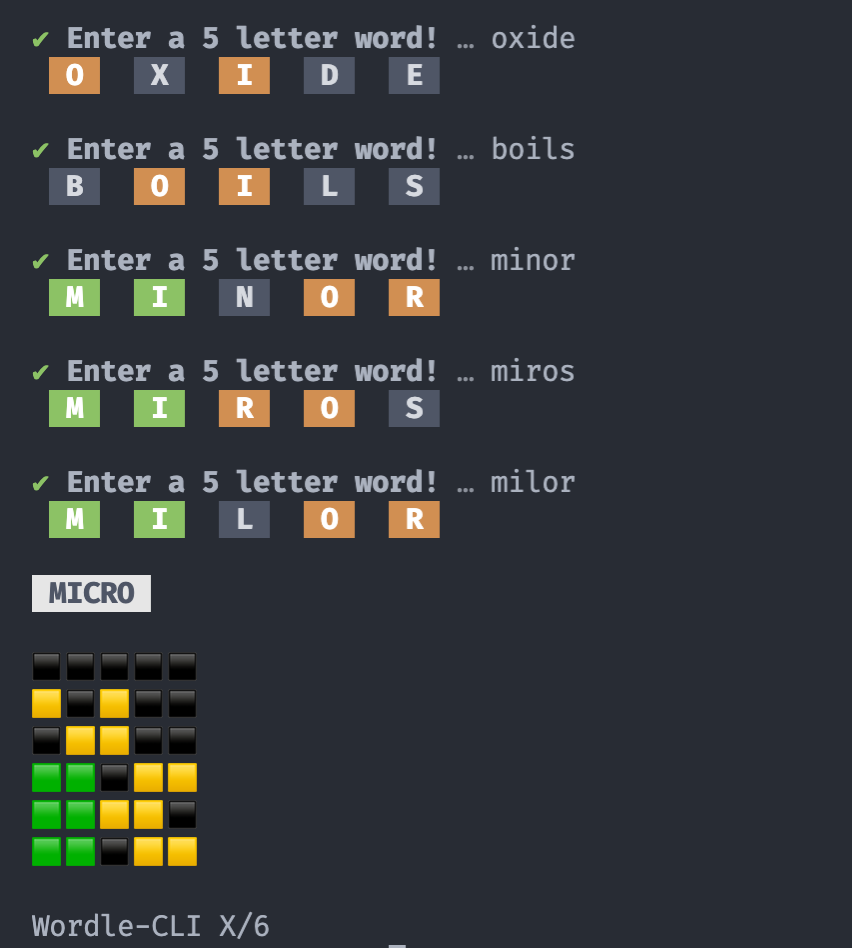 ✔ Enter a 5 letter word! … oxide
O X I D E
✔ Enter a 5 letter word! … boils
B O I L S
✔ Enter a 5 letter word! … minor
M I N O R
✔ Enter a 5 letter word! … miros
M I R O S
✔ Enter a 5 letter word! … milor
M I L O R
MICRO
Wordle-CLI X/6